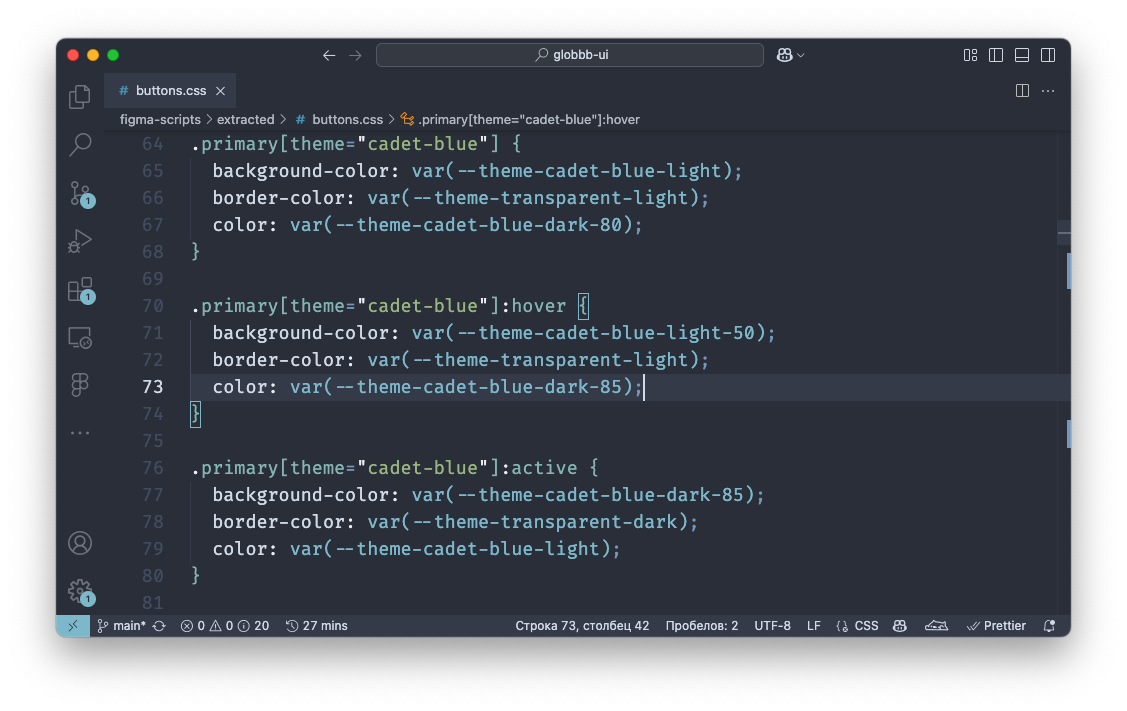 globbb-ui
# buttons.css
figma-scripts > extracted > # buttons.css > .primary[theme="cadet-blue"]:hover
64 .primary[theme="cadet-blue"] {
65 background-color: var(--theme-cadet-blue-light);
66 border-color: var(--theme-transparent-light);
67 color: var(--theme-cadet-blue-dark-80);
68 }
69
70 .primary[theme="cadet-blue"]:hover {
71 background-color: var(--theme-cadet-blue-light-50);
72 border-color: var(--theme-transparent-light);
73 color: var(--theme-cadet-blue-dark-85);
74 }
75
76 .primary[theme="cadet-blue"]:active {
77 background-color: var(--theme-cadet-blue-dark-85);
78 border-color: var(--theme-transparent-dark);
79 color: var(--theme-cadet-blue-light);
80 }
81
1
1
1
main* 0 0 20 27 mins Строка 73, столбец 42 Пробелов: 2 UTF-8 LF CSS Prettier